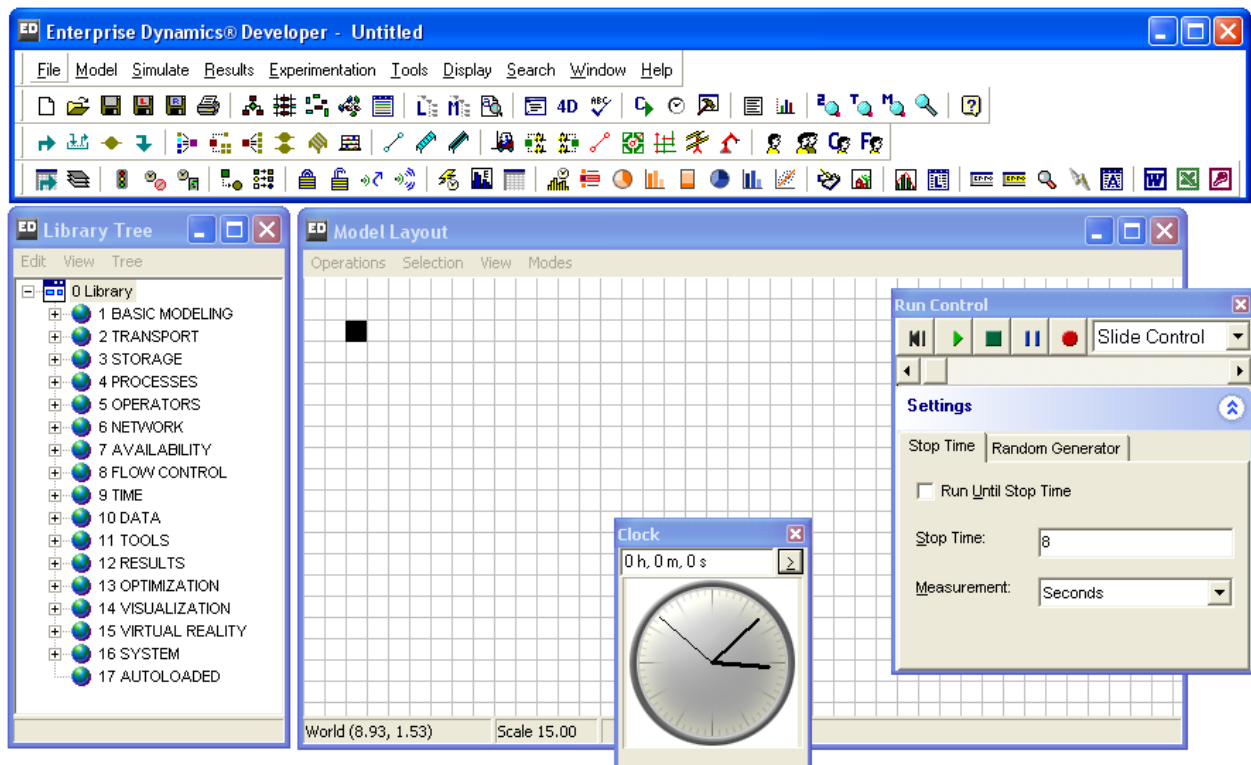 ED Enterprise Dynamics® Developer - Untitled
File Model Simulate Results Experimentation Tools Display Search Window Help
4D ABC
ED Library Tree
Edit View Tree
0 Library
1 BASIC MODELING
2 TRANSPORT
3 STORAGE
4 PROCESSES
5 OPERATORS
6 NETWORK
7 AVAILABILITY
8 FLOW CONTROL
9 TIME
10 DATA
11 TOOLS
12 RESULTS
13 OPTIMIZATION
14 VISUALIZATION
15 VIRTUAL REALITY
16 SYSTEM
17 AUTOLOADED
ED Model Layout
Operations Selection View Modes
World (8.93, 1.53) Scale 15.00
Run Control
Slide Control
Settings
Stop Time Random Generator
Run Until Stop Time
Stop Time: 8
Measurement: Seconds
Clock
0 h, 0 m, 0 s